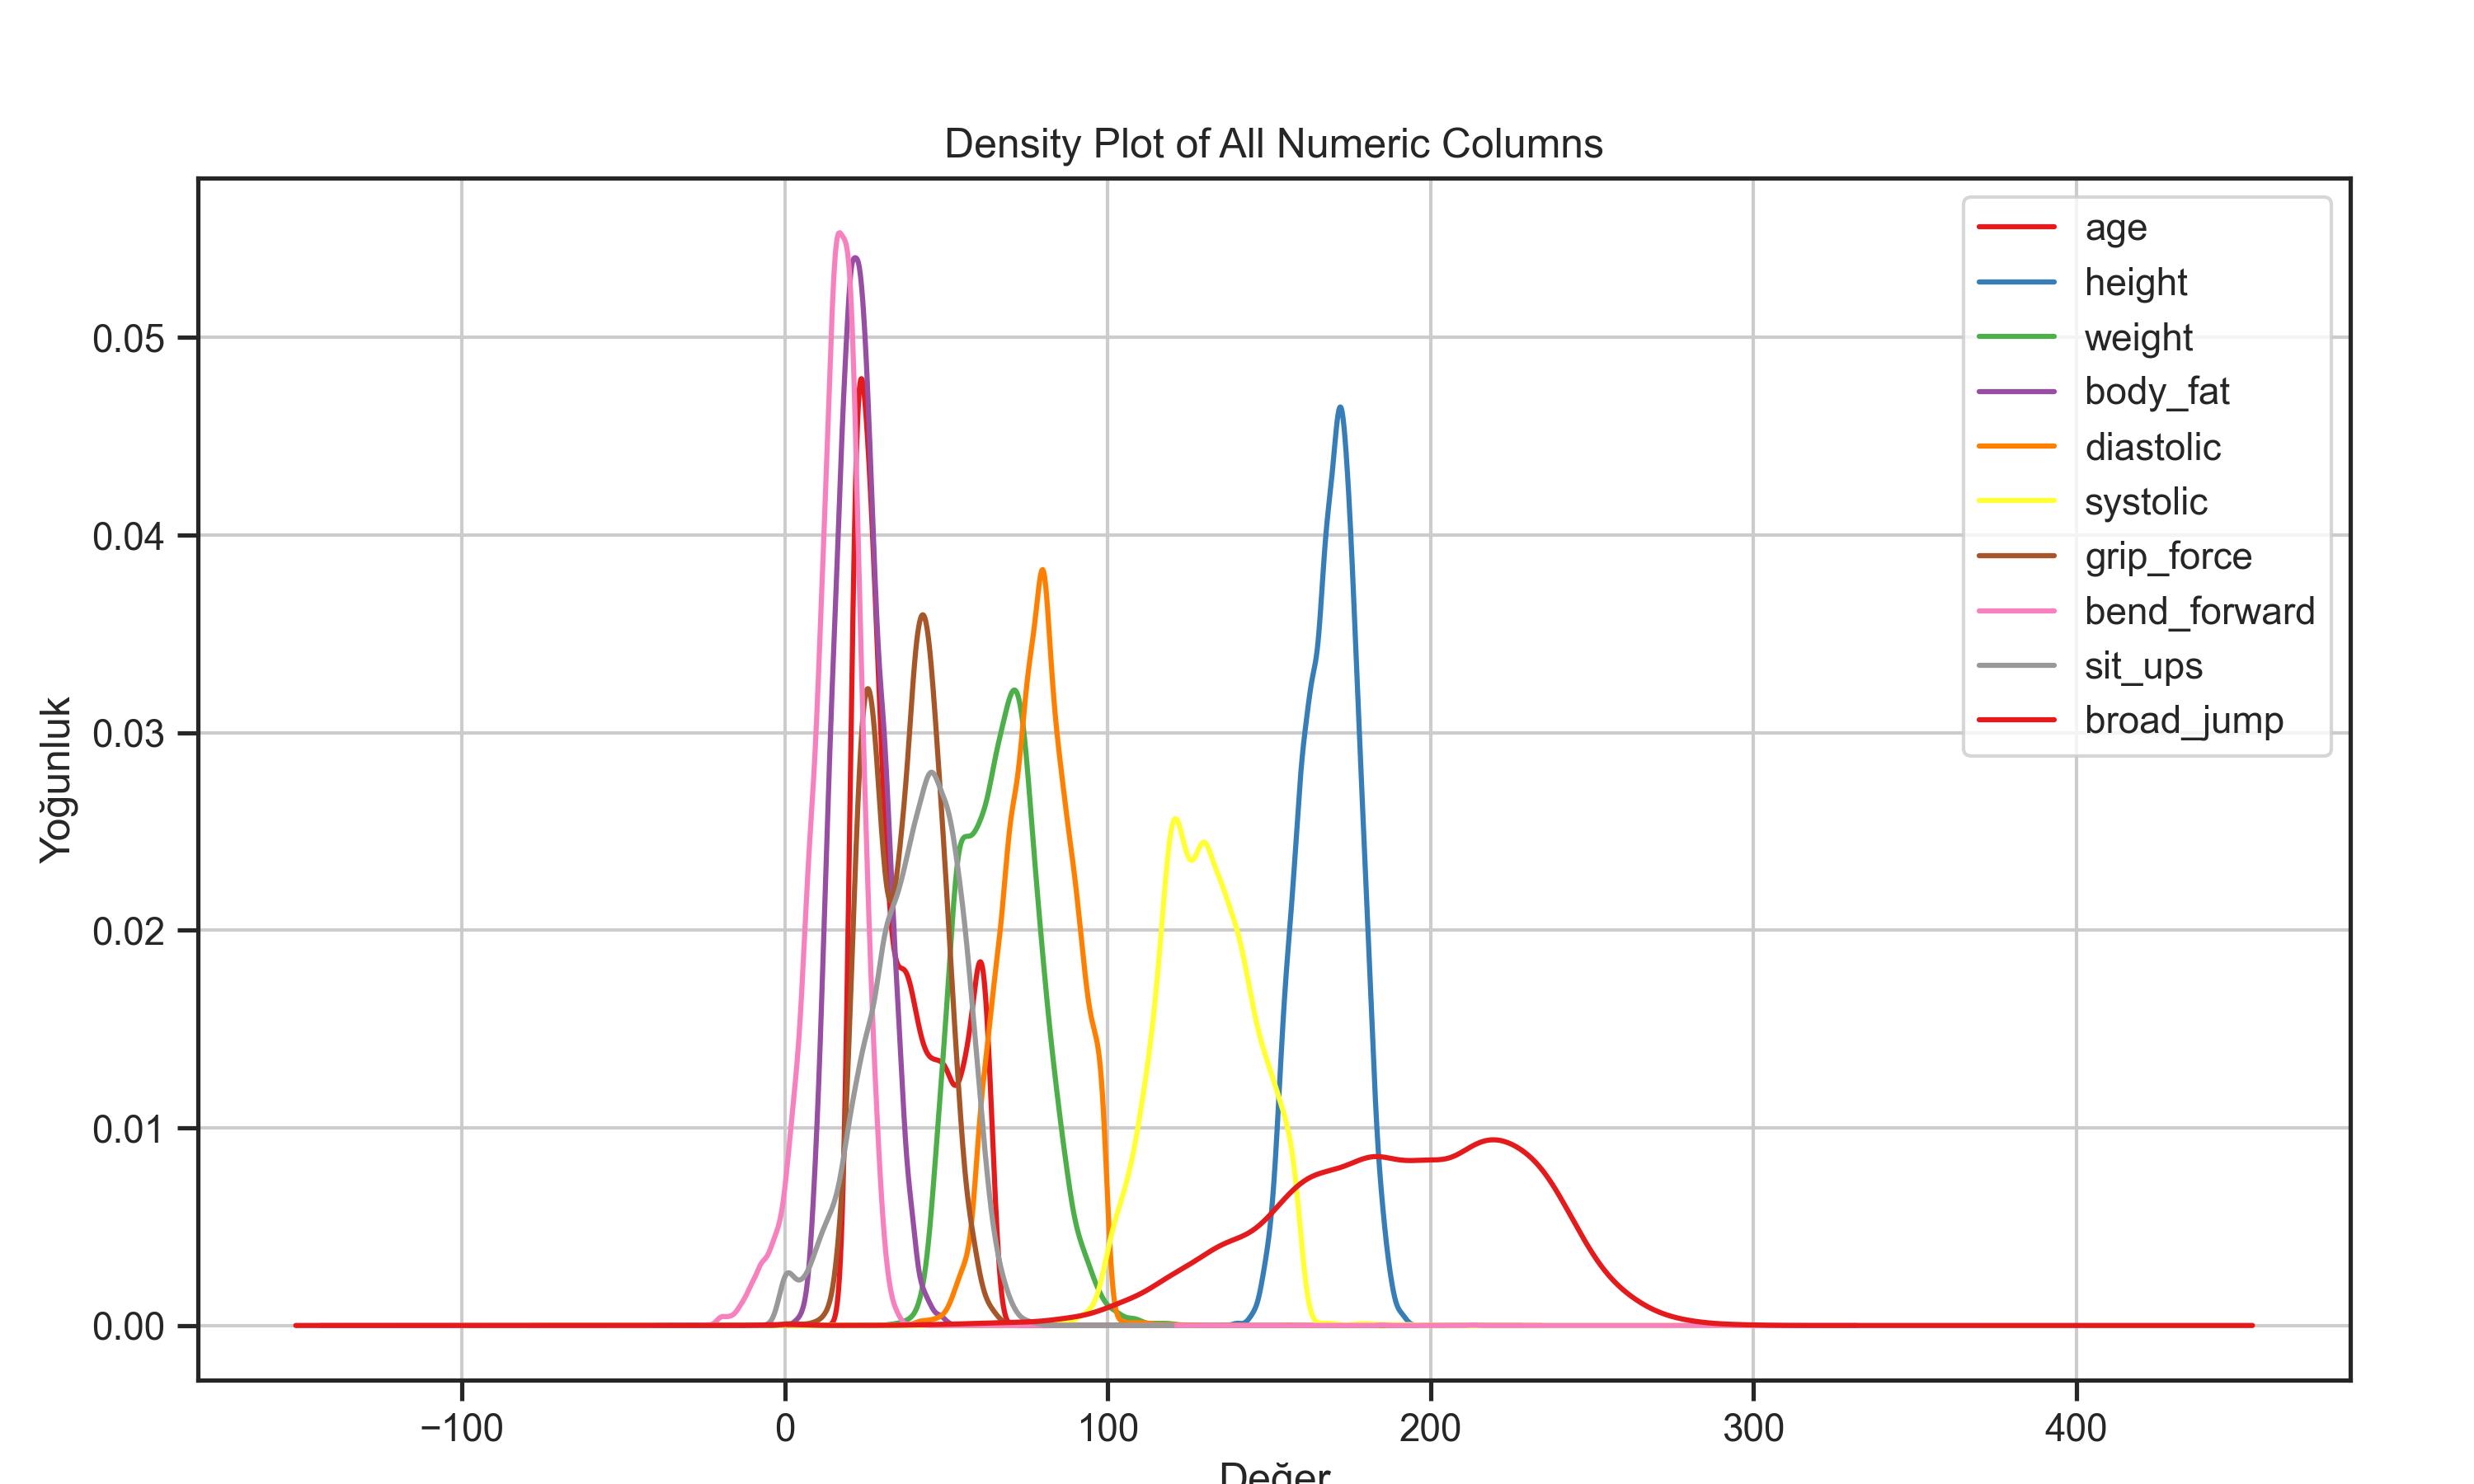 Density Plot of All Numeric Columns
age
height
weight
body_fat
diastolic
systolic
grip_force
bend_forward
sit_ups
broad_jump
Yoğunluk
0.05
0.04
0.03
0.02
0.01
0.00
−100
0
100
200
300
400
Değer